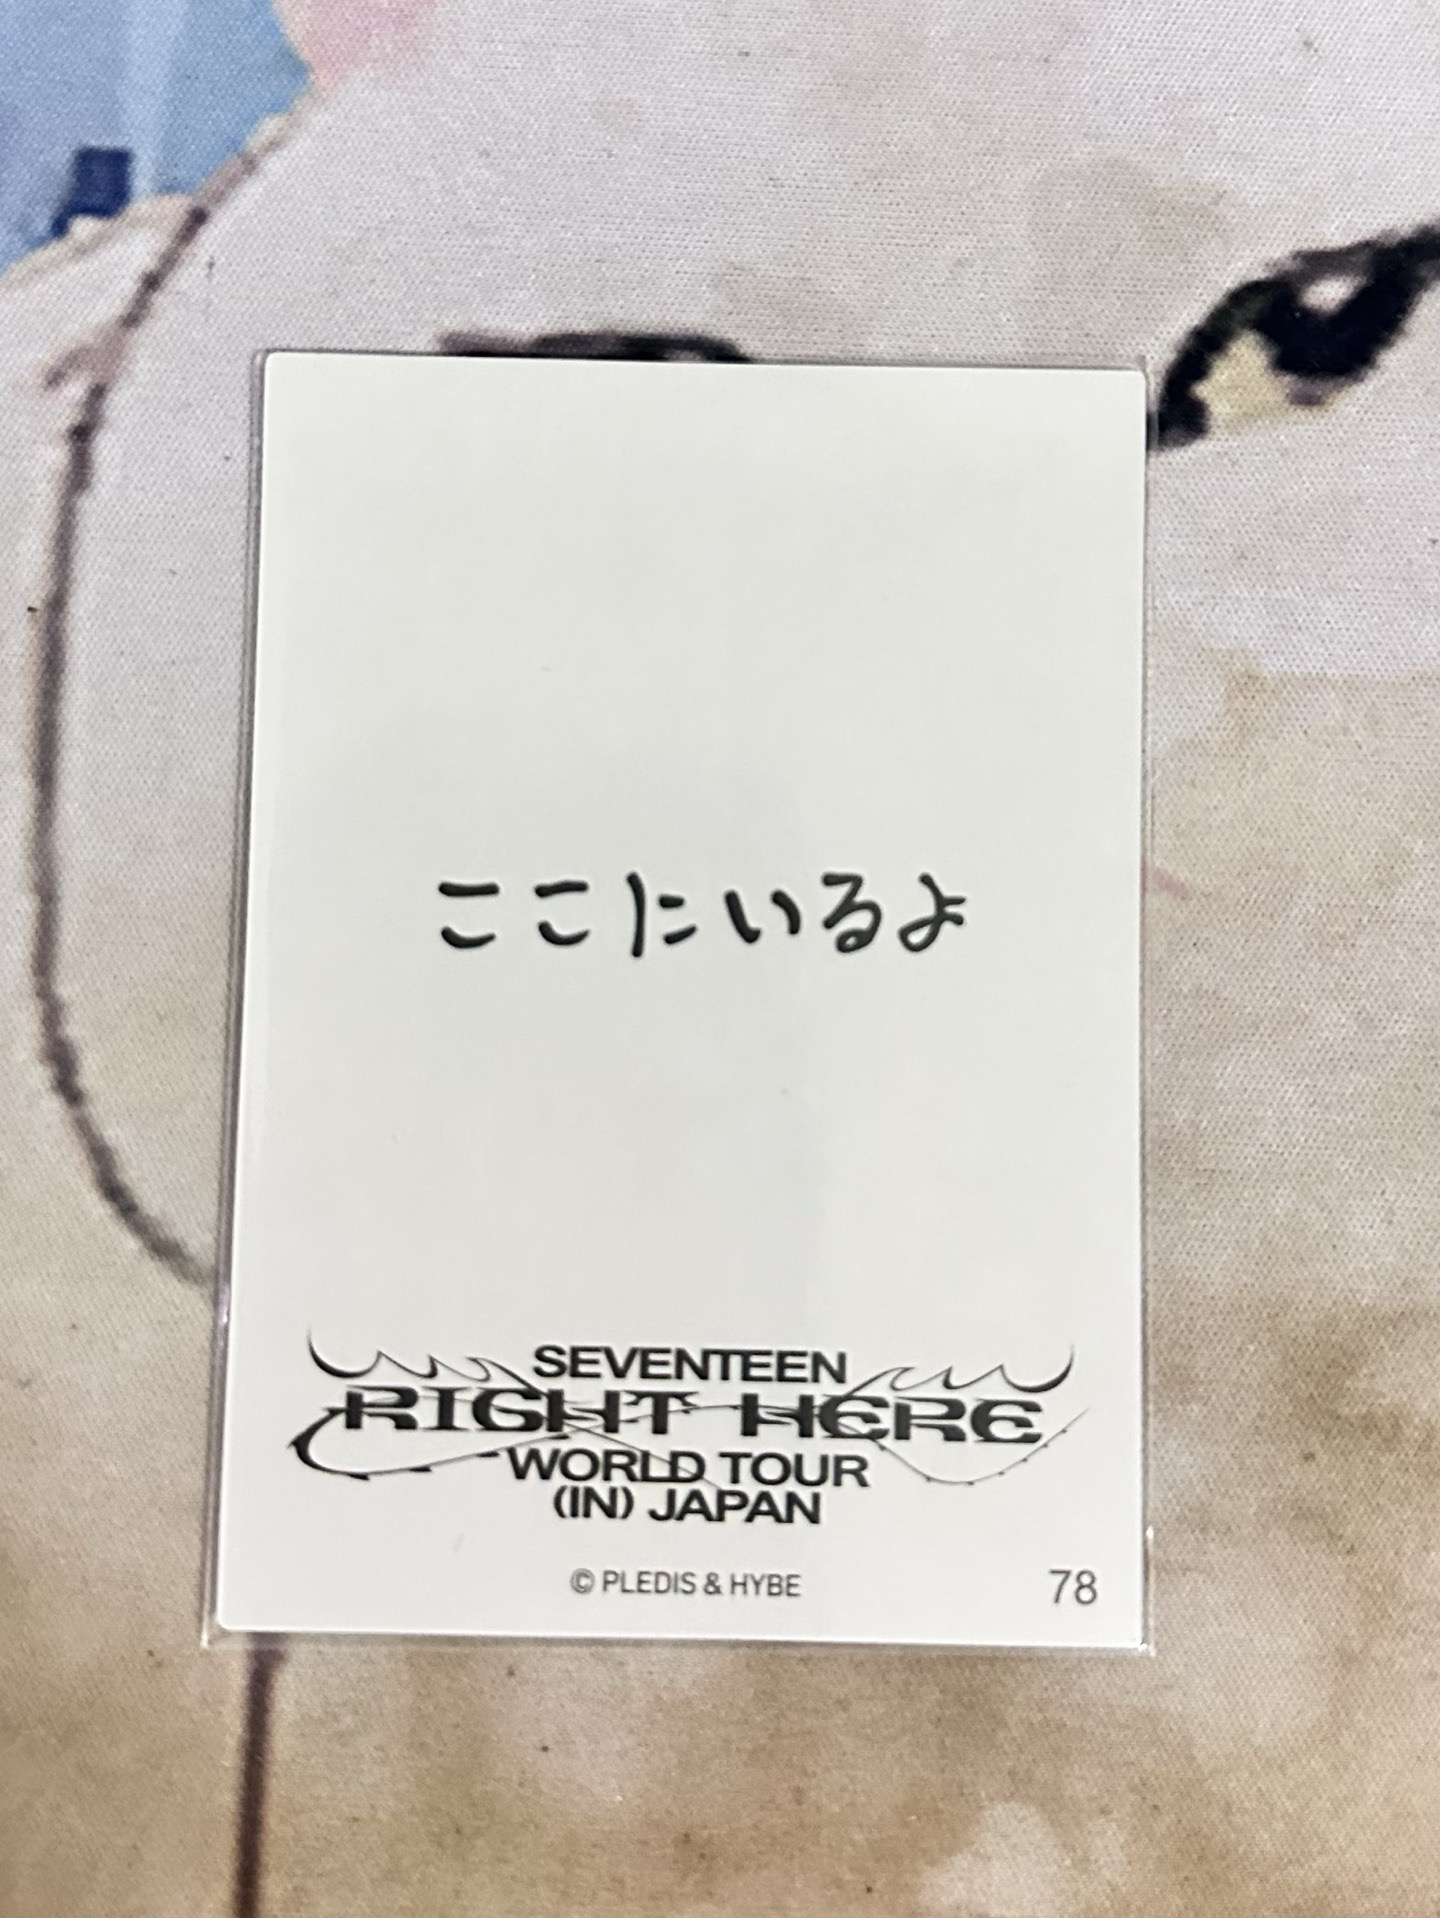 ここにいるよ
SEVENTEEN
RIGHT HERE
WORLD TOUR
(IN) JAPAN
© PLEDIS & HYBE
78